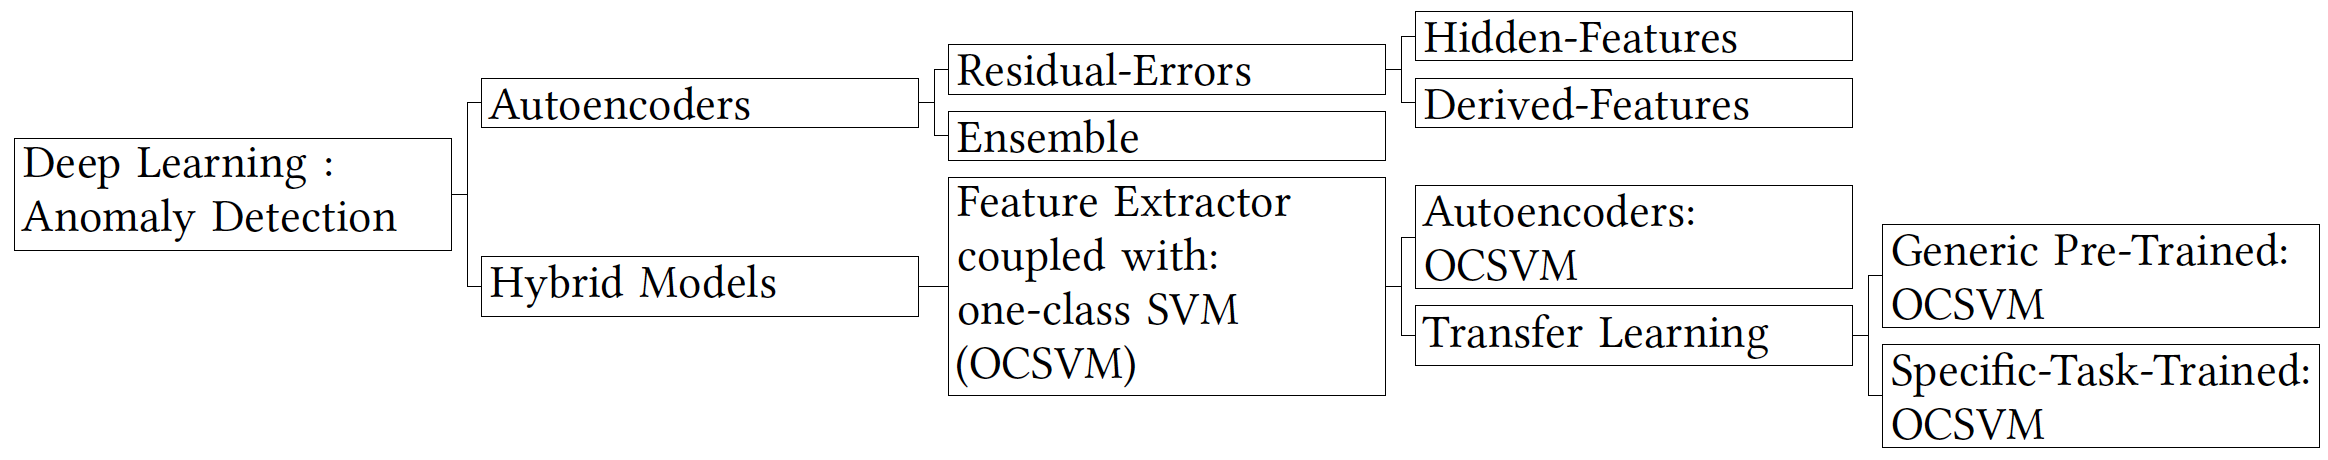 Deep Learning :
Anomaly Detection
Autoencoders
Residual-Errors
Hidden-Features
Derived-Features
Ensemble
Hybrid Models
Feature Extractor
coupled with:
one-class SVM
(OCSVM)
Autoencoders:
OCSVM
Transfer Learning
Generic Pre-Trained:
OCSVM
Specific-Task-Trained:
OCSVM